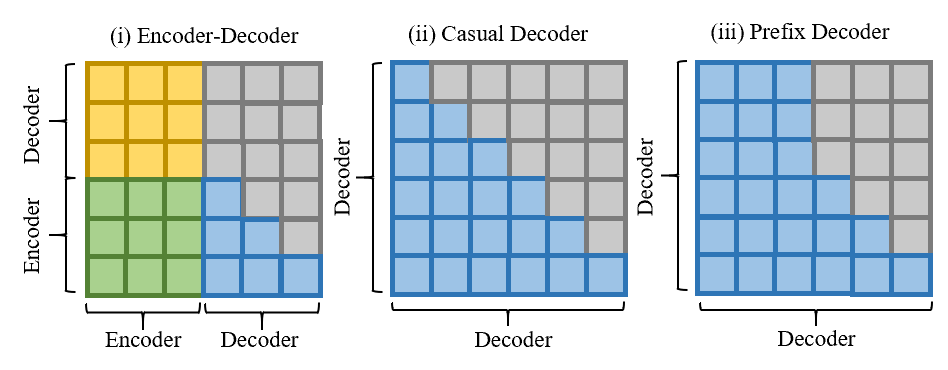 (i) Encoder-Decoder
(ii) Casual Decoder
(iii) Prefix Decoder
Decoder
Encoder
Decoder
Decoder
Encoder
Decoder
Decoder
Decoder